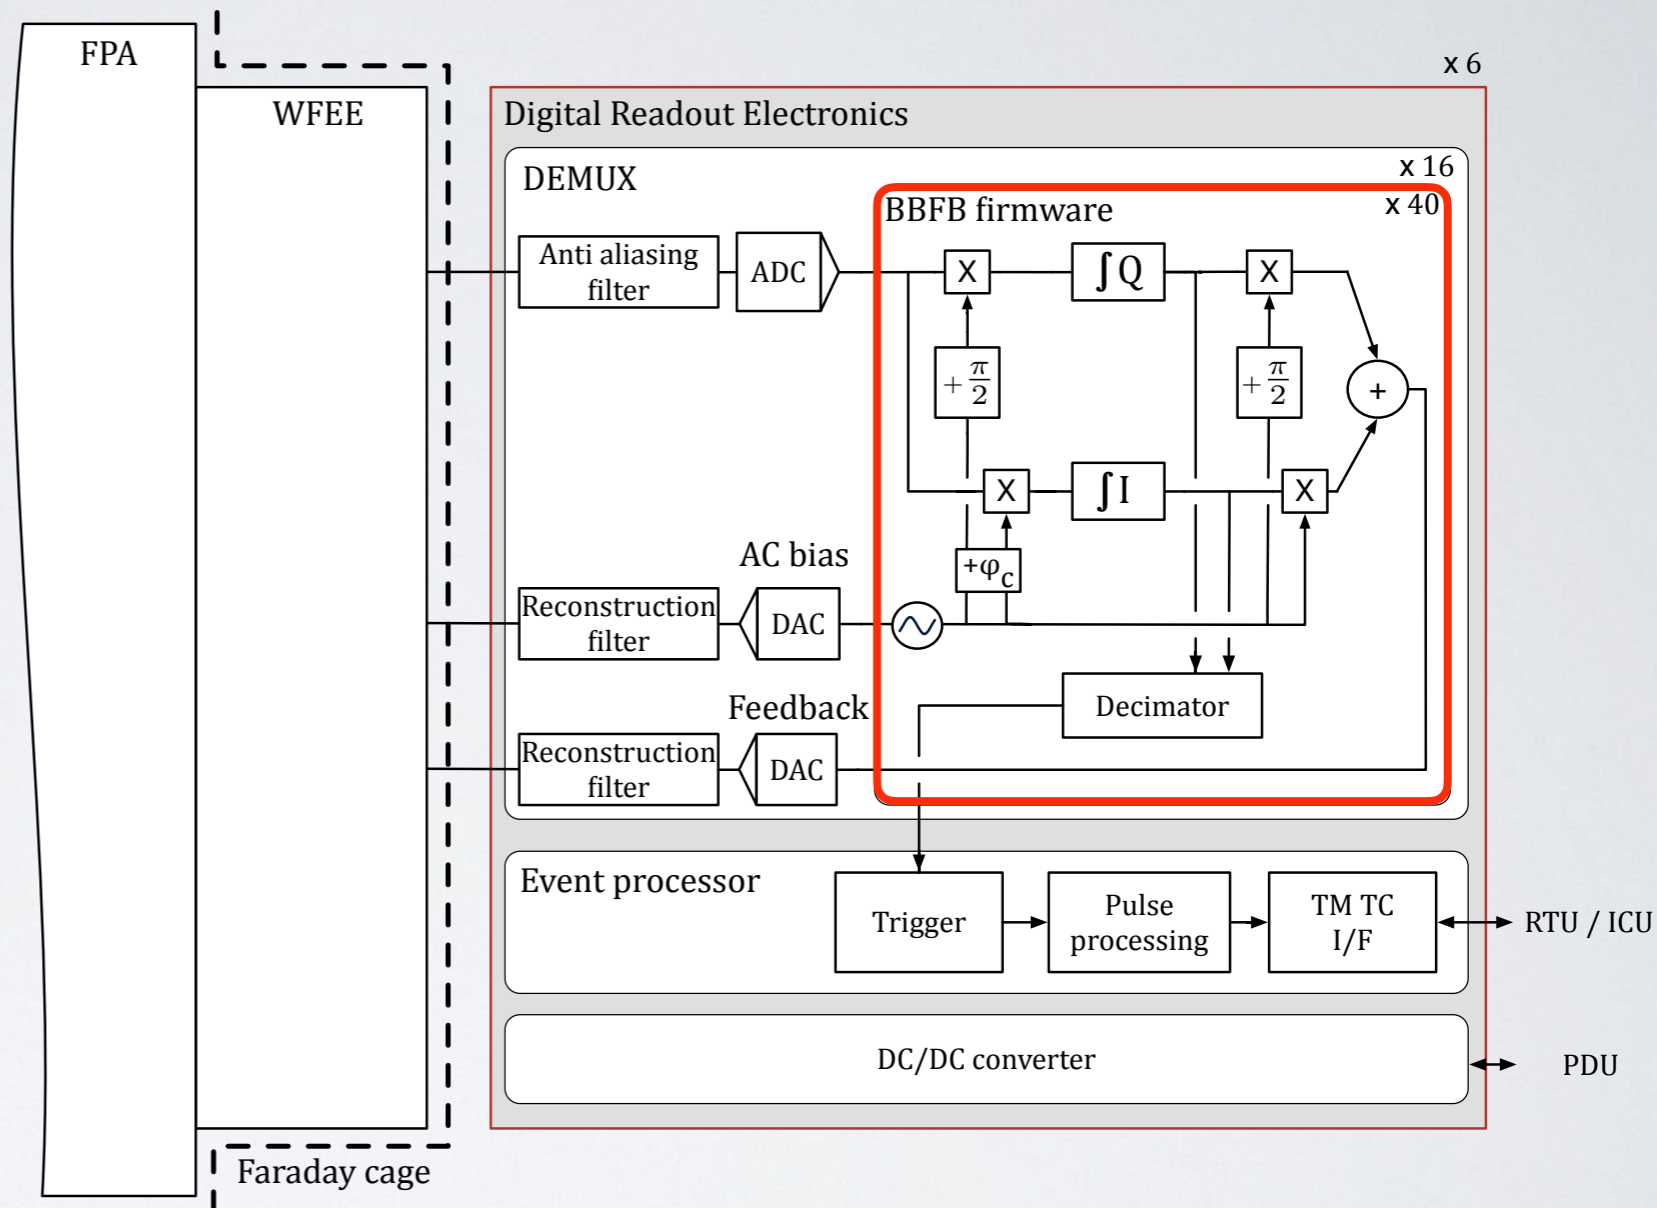 FPA
WFEE
x 6
Digital Readout Electronics
DEMUX
x 16
BBFB firmware
x 40
Anti aliasing
filter
ADC
X
∫Q
X
+ π/2
+ π/2
+
X
∫I
X
+φc
AC bias
Reconstruction
filter
DAC
Decimator
Feedback
Reconstruction
filter
DAC
Event processor
Trigger
Pulse
processing
TM TC
I/F
RTU / ICU
DC/DC converter
PDU
Faraday cage